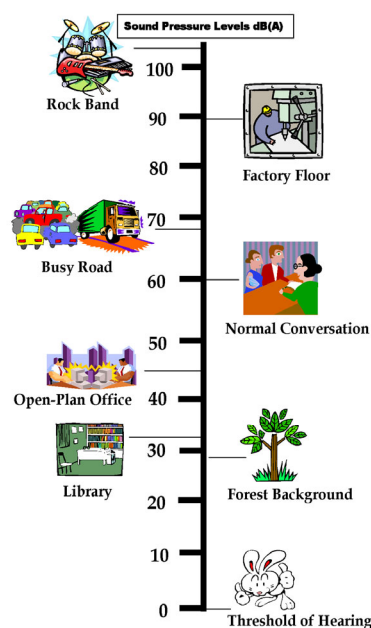 Sound Pressure Levels dB(A)
100
Rock Band
90
80
Factory Floor
70
Busy Road
60
Normal Conversation
50
Open-Plan Office
40
30
Library
Forest Background
20
10
0
Threshold of Hearing